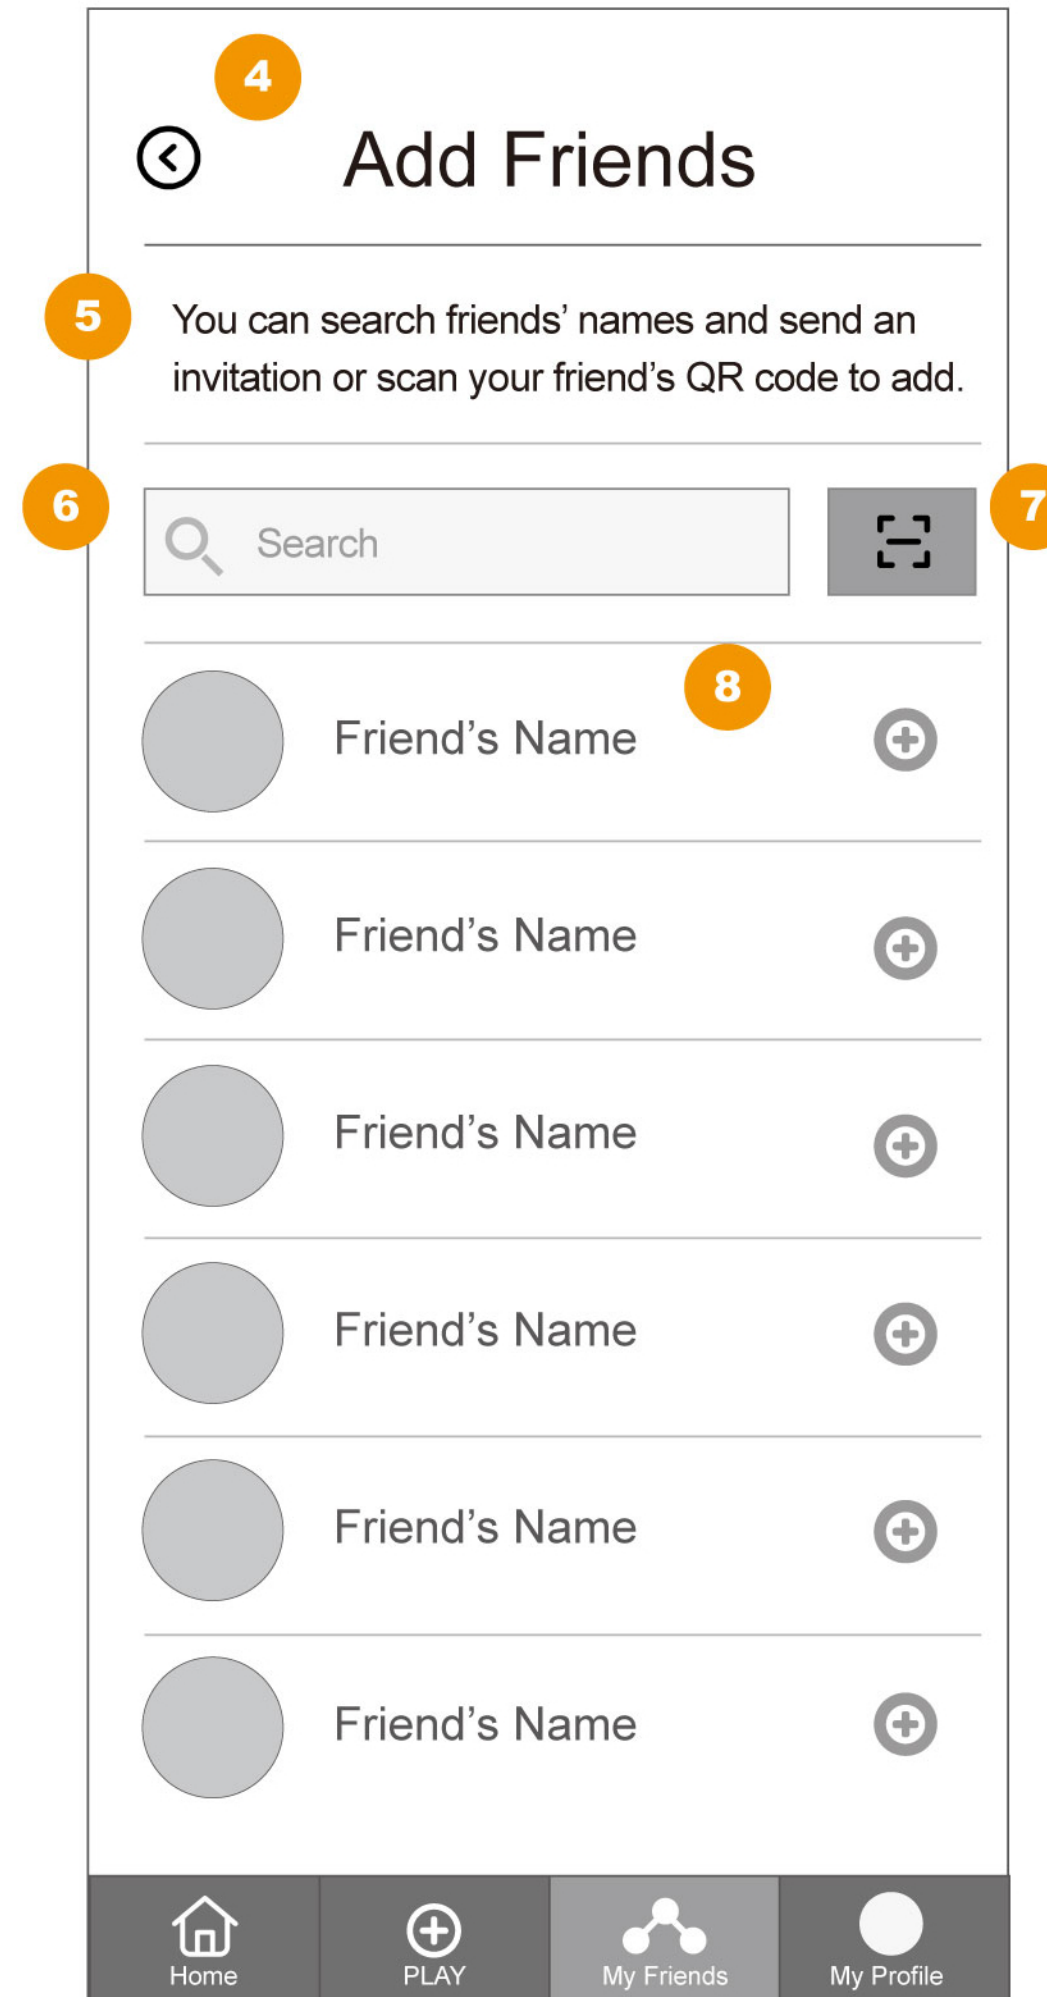 4
Add Friends
5
You can search friends’ names and send an
invitation or scan your friend’s QR code to add.
6
Search
7
8
Friend’s Name
Friend’s Name
Friend’s Name
Friend’s Name
Friend’s Name
Friend’s Name
Home
PLAY
My Friends
My Profile